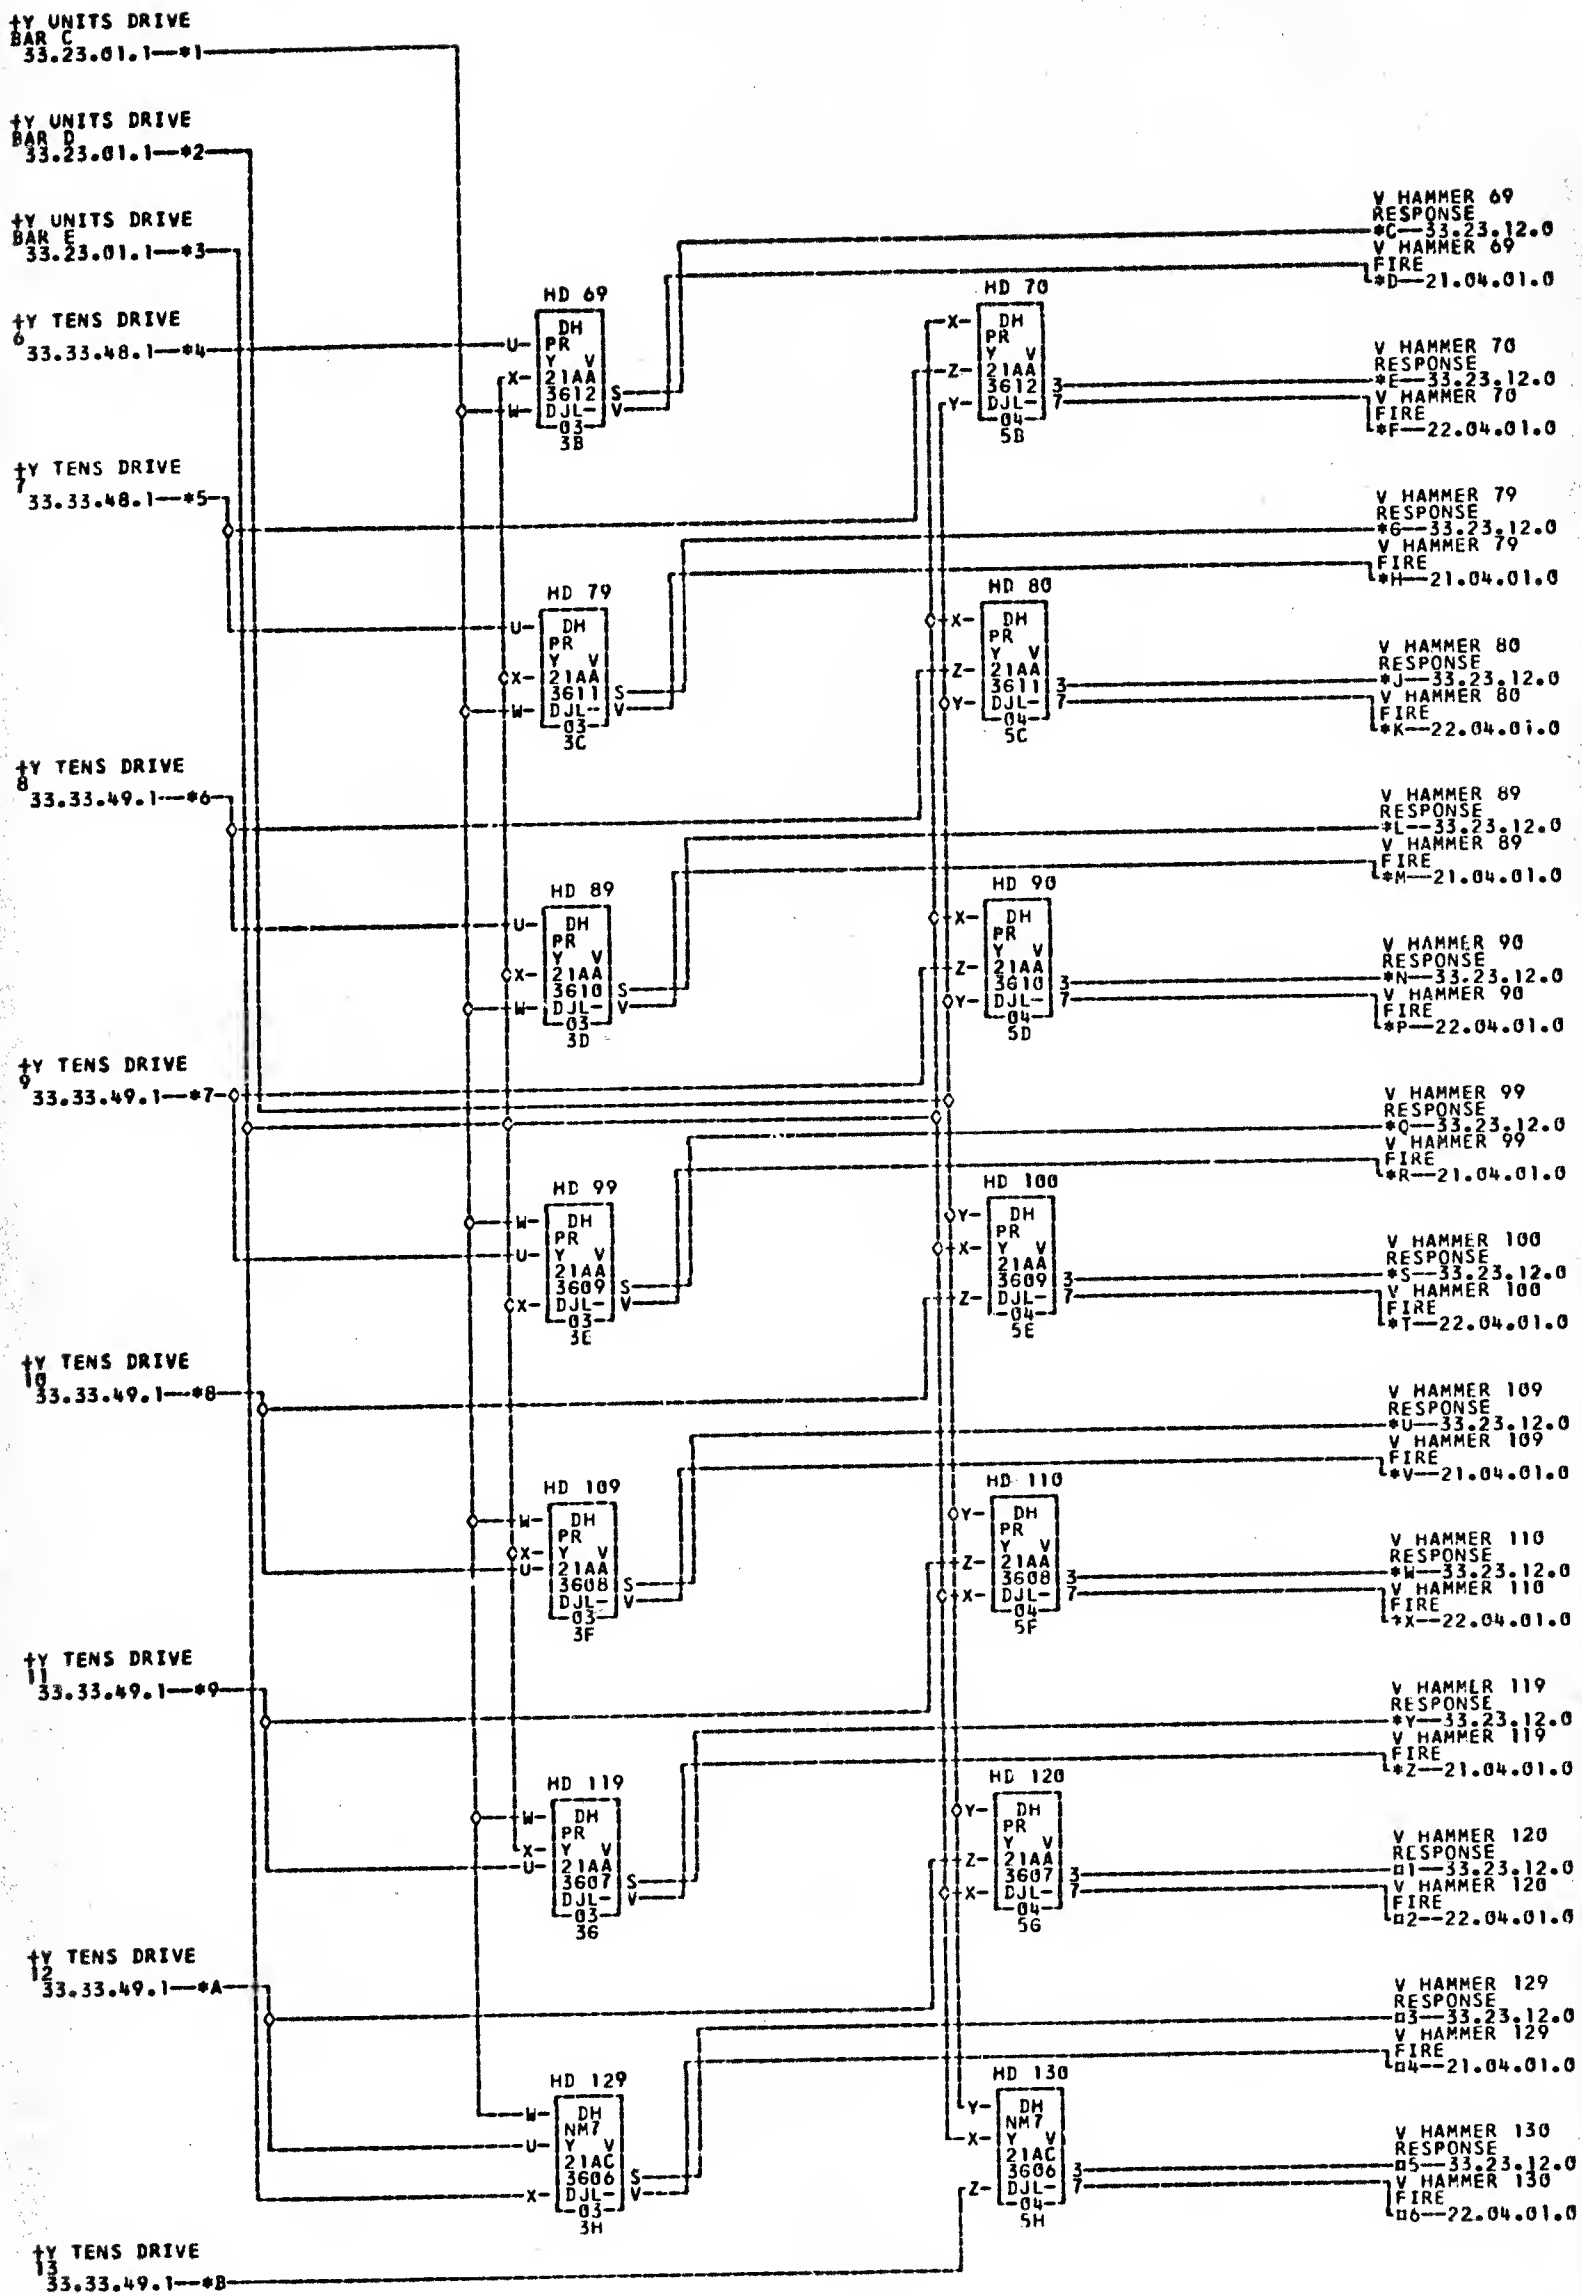 +Y UNITS DRIVE
BAR C
33.23.01.1—*1
+Y UNITS DRIVE
BAR D
33.23.01.1—*2
+Y UNITS DRIVE
BAR E
33.23.01.1—*3
+Y TENS DRIVE
6
33.33.48.1—*4
+Y TENS DRIVE
7
33.33.48.1—*5
+Y TENS DRIVE
8
33.33.49.1—*6
+Y TENS DRIVE
9
33.33.49.1—*7
+Y TENS DRIVE
10
33.33.49.1—*8
+Y TENS DRIVE
11
33.33.49.1—*9
+Y TENS DRIVE
12
33.33.49.1—*A
+Y TENS DRIVE
13
33.33.49.1—*B
HD 69
DH
U- PR
Y V
X- 21AA
3612 S
W- DJL- V
03
3B
HD 79
U- DH
PR
Y V
X- 21AA
3611 S
W- DJL- V
03
3C
HD 89
U- DH
PR
Y V
X- 21AA
3610 S
W- DJL- V
03
3D
HD 99
W- DH
PR
U- Y V
21AA
3609 S
X- DJL- V
03
3E
HD 109
W- DH
PR
X- Y V
U- 21AA
3608 S
DJL- V
03
3F
HD 119
W- DH
PR
X- Y V
U- 21AA
3607 S
DJL- V
03
3G
HD 129
W- DH
NM7
U- Y V
21AC
3606 S
X- DJL- V
03
3H
HD 70
X- DH
PR
Y V
Z- 21AA
3612 3
Y- DJL- 7
04
5B
HD 80
X- DH
PR
Y V
Z- 21AA
3611 3
Y- DJL- 7
04
5C
HD 90
X- DH
PR
Y V
Z- 21AA
3610 3
Y- DJL- 7
04
5D
HD 100
Y- DH
PR
X- Y V
21AA
3609 3
Z- DJL- 7
04
5E
HD 110
Y- DH
PR
Y V
Z- 21AA
3608 3
X- DJL- 7
04
5F
HD 120
Y- DH
PR
Y V
Z- 21AA
3607 3
X- DJL- 7
04
5G
HD 130
Y- DH
NM7
X- Y V
21AC
3606 3
Z- DJL- 7
04
5H
V HAMMER 69
RESPONSE
*C—33.23.12.0
V HAMMER 69
FIRE
*D—21.04.01.0
V HAMMER 70
RESPONSE
*E—33.23.12.0
V HAMMER 70
FIRE
*F—22.04.01.0
V HAMMER 79
RESPONSE
*G—33.23.12.0
V HAMMER 79
FIRE
*H—21.04.01.0
V HAMMER 80
RESPONSE
*J—33.23.12.0
V HAMMER 80
FIRE
*K—22.04.01.0
V HAMMER 89
RESPONSE
*L—33.23.12.0
V HAMMER 89
FIRE
*M—21.04.01.0
V HAMMER 90
RESPONSE
*N—33.23.12.0
V HAMMER 90
FIRE
*P—22.04.01.0
V HAMMER 99
RESPONSE
*Q—33.23.12.0
V HAMMER 99
FIRE
*R—21.04.01.0
V HAMMER 100
RESPONSE
*S—33.23.12.0
V HAMMER 100
FIRE
*T—22.04.01.0
V HAMMER 109
RESPONSE
*U—33.23.12.0
V HAMMER 109
FIRE
*V—21.04.01.0
V HAMMER 110
RESPONSE
*W—33.23.12.0
V HAMMER 110
FIRE
*X—22.04.01.0
V HAMMER 119
RESPONSE
*Y—33.23.12.0
V HAMMER 119
FIRE
*Z—21.04.01.0
V HAMMER 120
RESPONSE
¤1—33.23.12.0
V HAMMER 120
FIRE
¤2—22.04.01.0
V HAMMER 129
RESPONSE
¤3—33.23.12.0
V HAMMER 129
FIRE
¤4—21.04.01.0
V HAMMER 130
RESPONSE
¤5—33.23.12.0
V HAMMER 130
FIRE
¤6—22.04.01.0